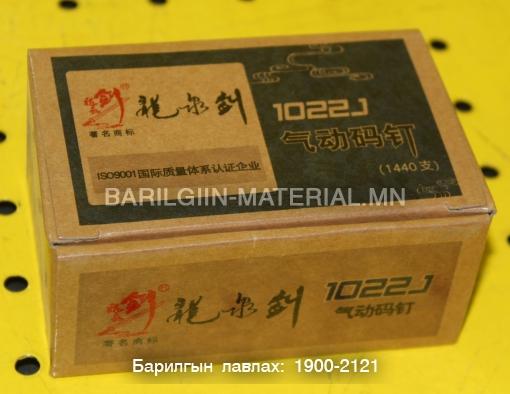 剑®
著名商标
龍泉劍
1022J
气动码钉
(1440支)
ISO9001国际质量体系认证企业
BARILGIIN-MATERIAL.MN
剑®
著名商标
龍泉劍
1022J
气动码钉
Барилгын лавлах: 1900-2121